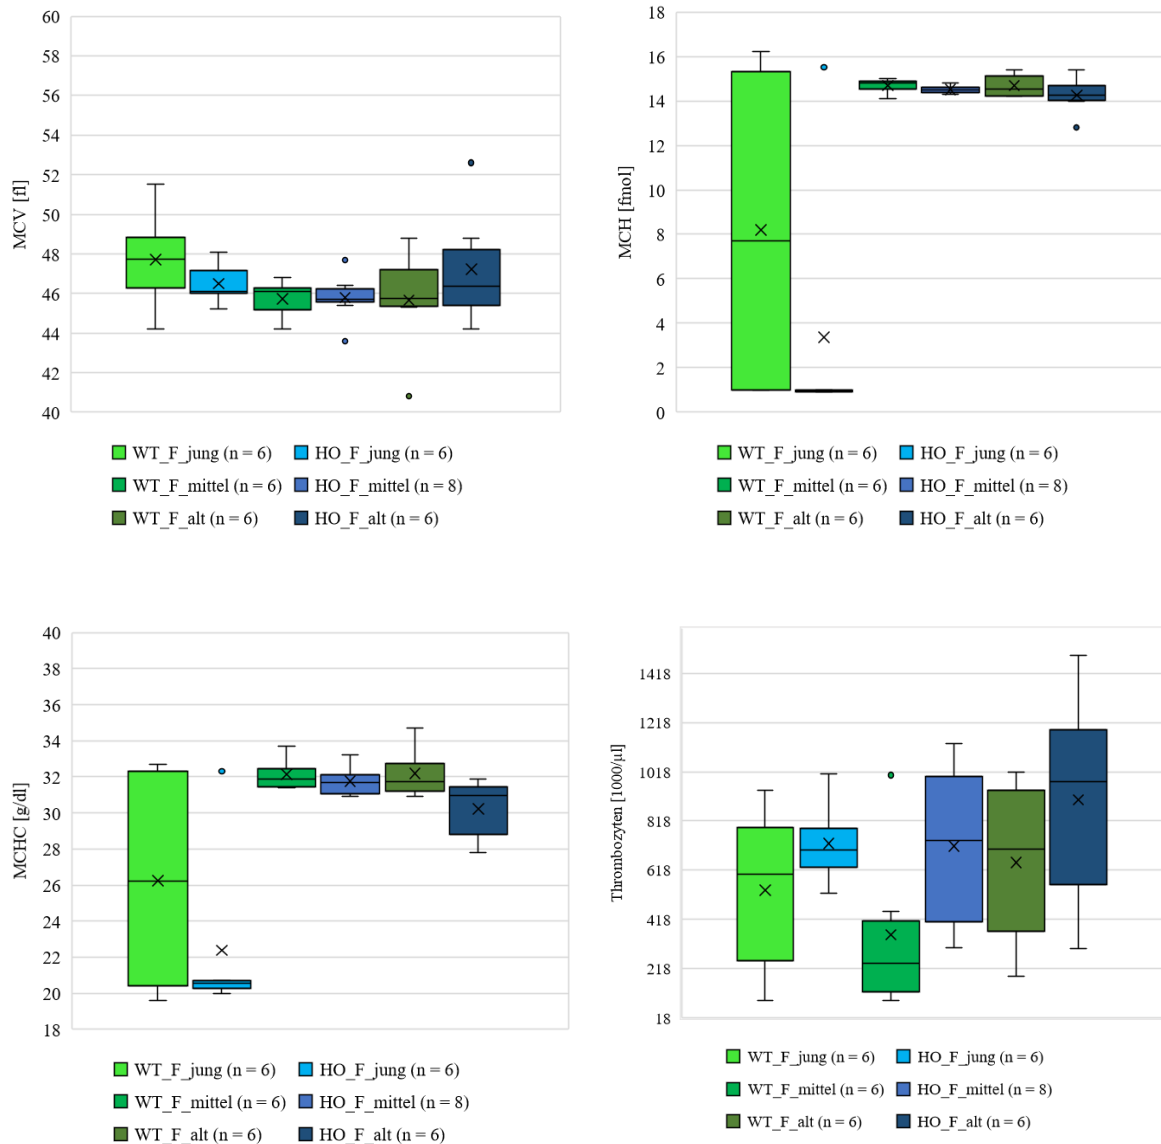 60
58
56
54
52
50
48
46
44
42
40
MCV [fl]
WT_F_jung (n = 6) HO_F_jung (n = 6)
WT_F_mittel (n = 6) HO_F_mittel (n = 8)
WT_F_alt (n = 6) HO_F_alt (n = 6)
18
16
14
12
10
8
6
4
2
0
MCH [fmol]
WT_F_jung (n = 6) HO_F_jung (n = 6)
WT_F_mittel (n = 6) HO_F_mittel (n = 8)
WT_F_alt (n = 6) HO_F_alt (n = 6)
40
38
36
34
32
30
28
26
24
22
20
18
MCHC [g/dl]
WT_F_jung (n = 6) HO_F_jung (n = 6)
WT_F_mittel (n = 6) HO_F_mittel (n = 8)
WT_F_alt (n = 6) HO_F_alt (n = 6)
1418
1218
1018
818
618
418
218
18
Thrombozyten [1000/µl]
WT_F_jung (n = 6) HO_F_jung (n = 6)
WT_F_mittel (n = 6) HO_F_mittel (n = 8)
WT_F_alt (n = 6) HO_F_alt (n = 6)